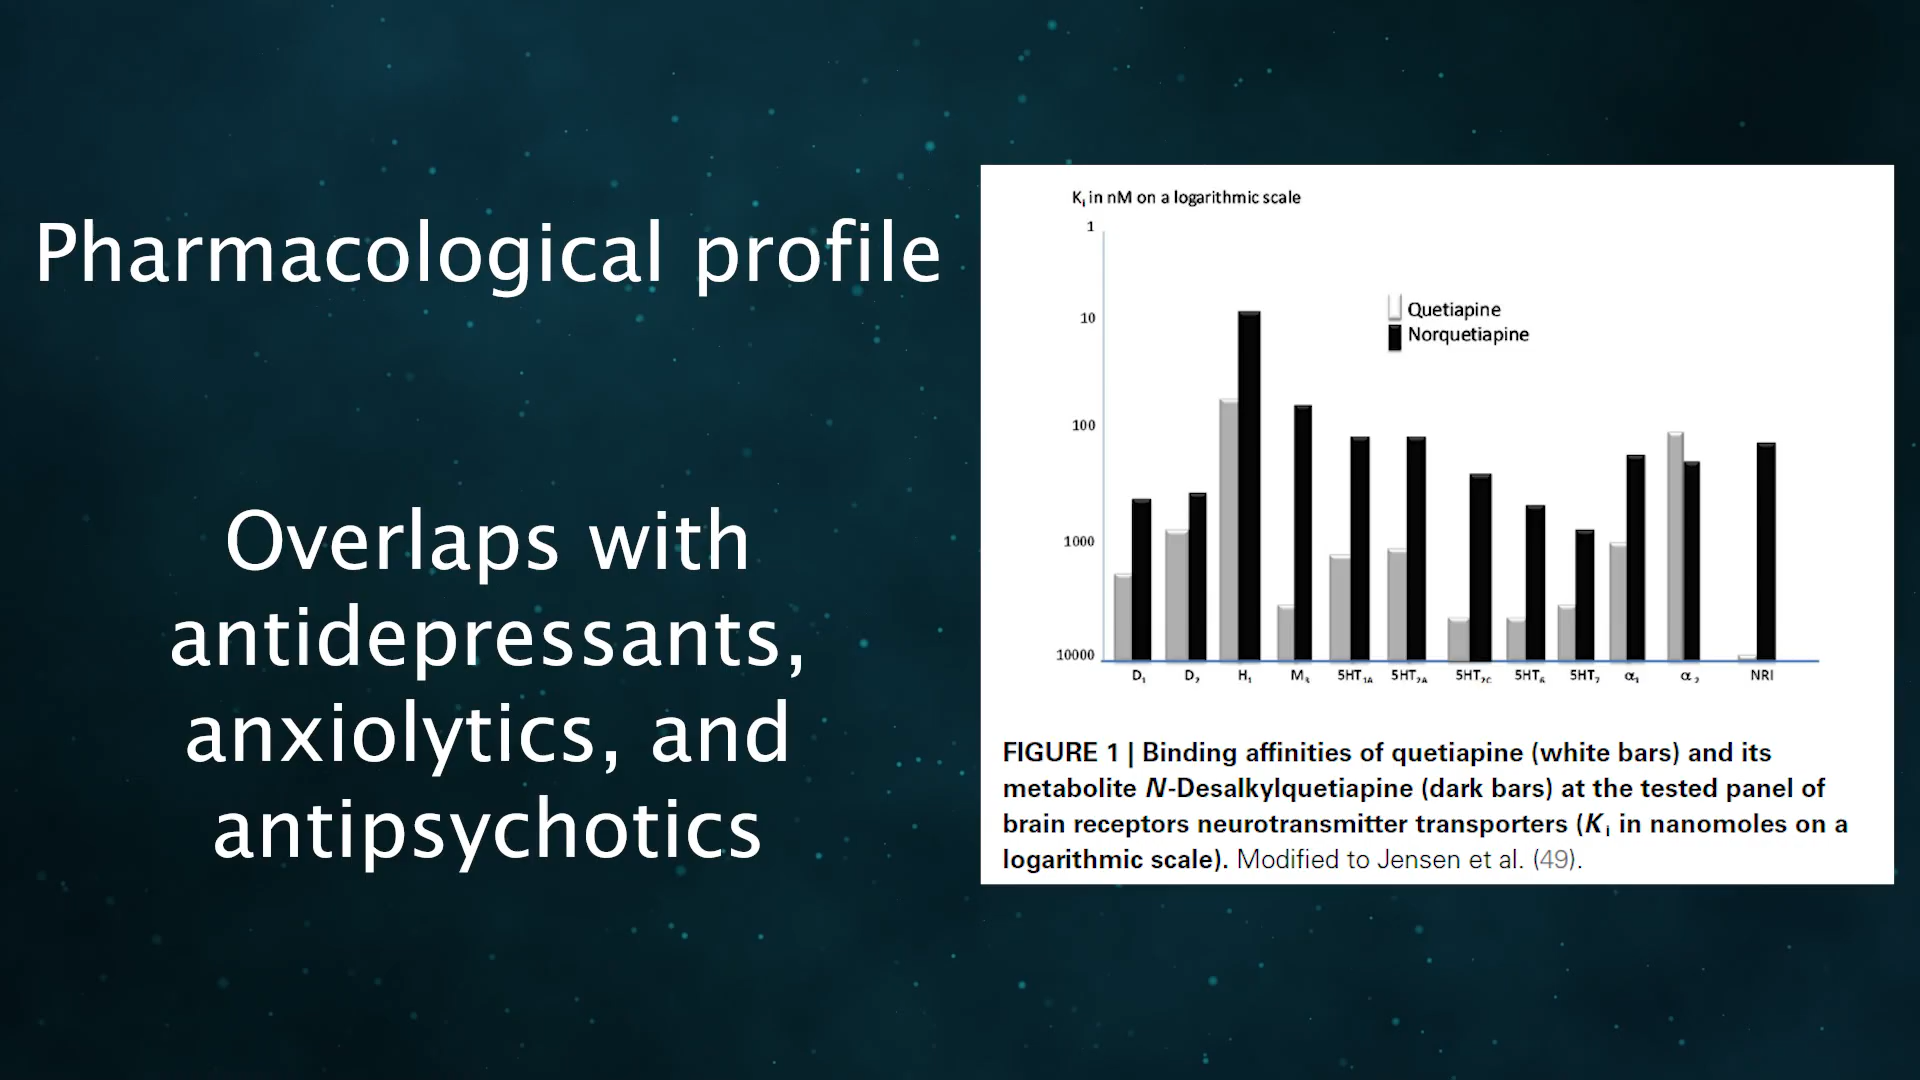 Pharmacological profile
Overlaps with
antidepressants,
anxiolytics, and
antipsychotics
Ki in nM on a logarithmic scale
1
10
100
1000
10000
Quetiapine
Norquetiapine
D1 D2 H1 M3 5HT1A 5HT2A 5HT2C 5HT6 5HT7 α1 α2 NRI
FIGURE 1 | Binding affinities of quetiapine (white bars) and its
metabolite N-Desalkylquetiapine (dark bars) at the tested panel of
brain receptors neurotransmitter transporters (Ki in nanomoles on a
logarithmic scale). Modified to Jensen et al. (49).